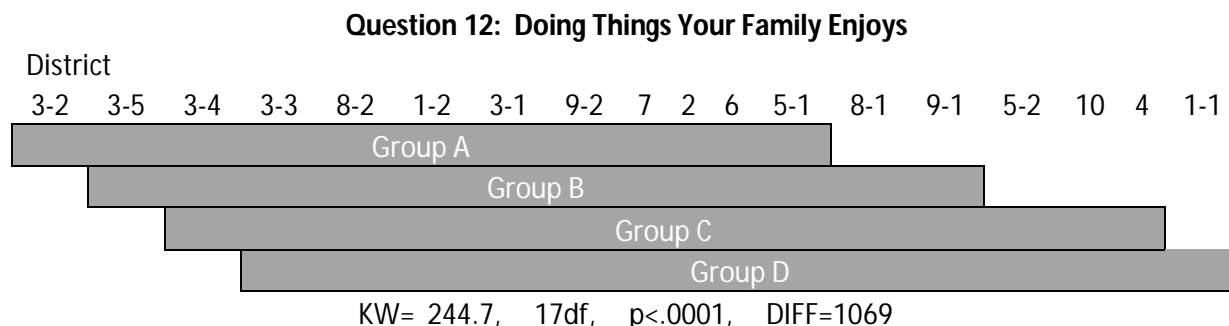 Question 12: Doing Things Your Family Enjoys
District
3-2 3-5 3-4 3-3 8-2 1-2 3-1 9-2 7 2 6 5-1 8-1 9-1 5-2 10 4 1-1
Group A
Group B
Group C
Group D
KW= 244.7, 17df, p<.0001, DIFF=1069